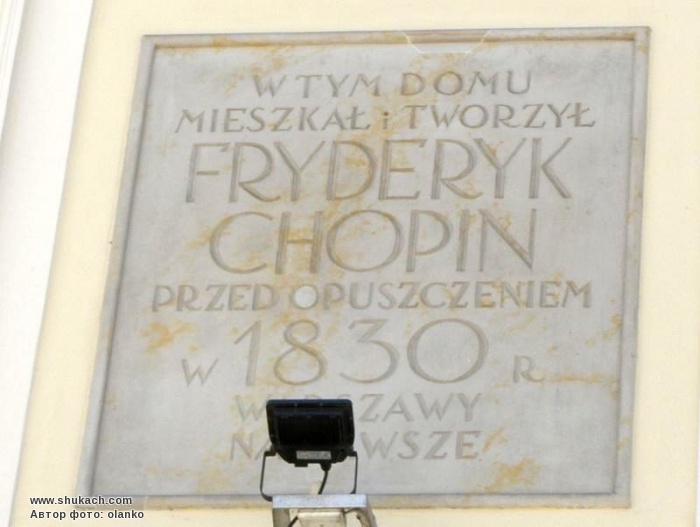 W TYM DOMU
MIESZKAŁ i TWORZYŁ
FRYDERYK
CHOPIN
PRZED OPUSZCZENIEM
W 1830 R
www.shukach.com
Автор фото: olanko